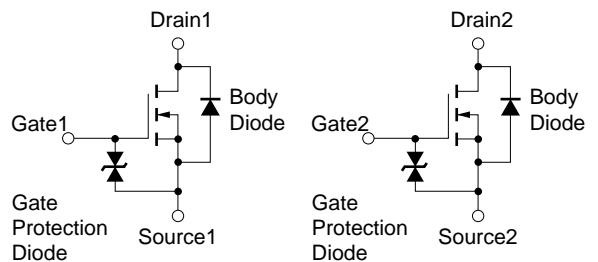 Drain1
Body
Diode
Gate1
Gate
Protection
Diode
Source1
Drain2
Body
Diode
Gate2
Gate
Protection
Diode
Source2